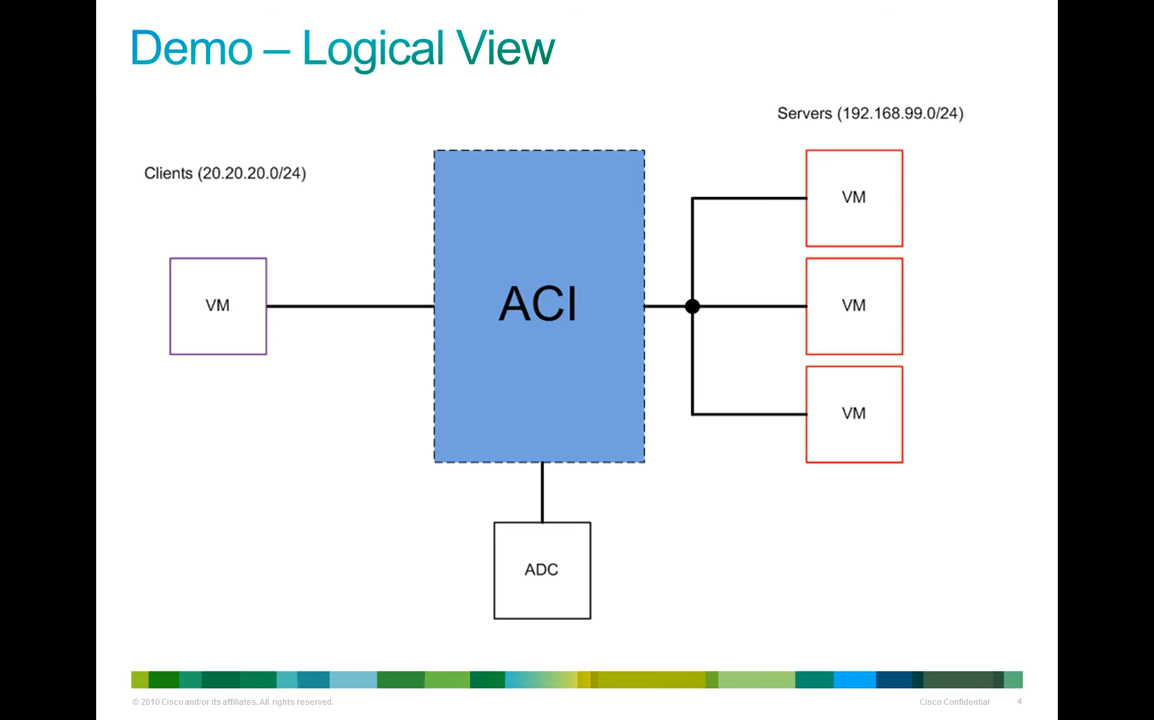 Demo – Logical View
Servers (192.168.99.0/24)
Clients (20.20.20.0/24)
VM
VM
ACI
VM
VM
ADC
© 2010 Cisco and/or its affiliates. All rights reserved.
Cisco Confidential
4